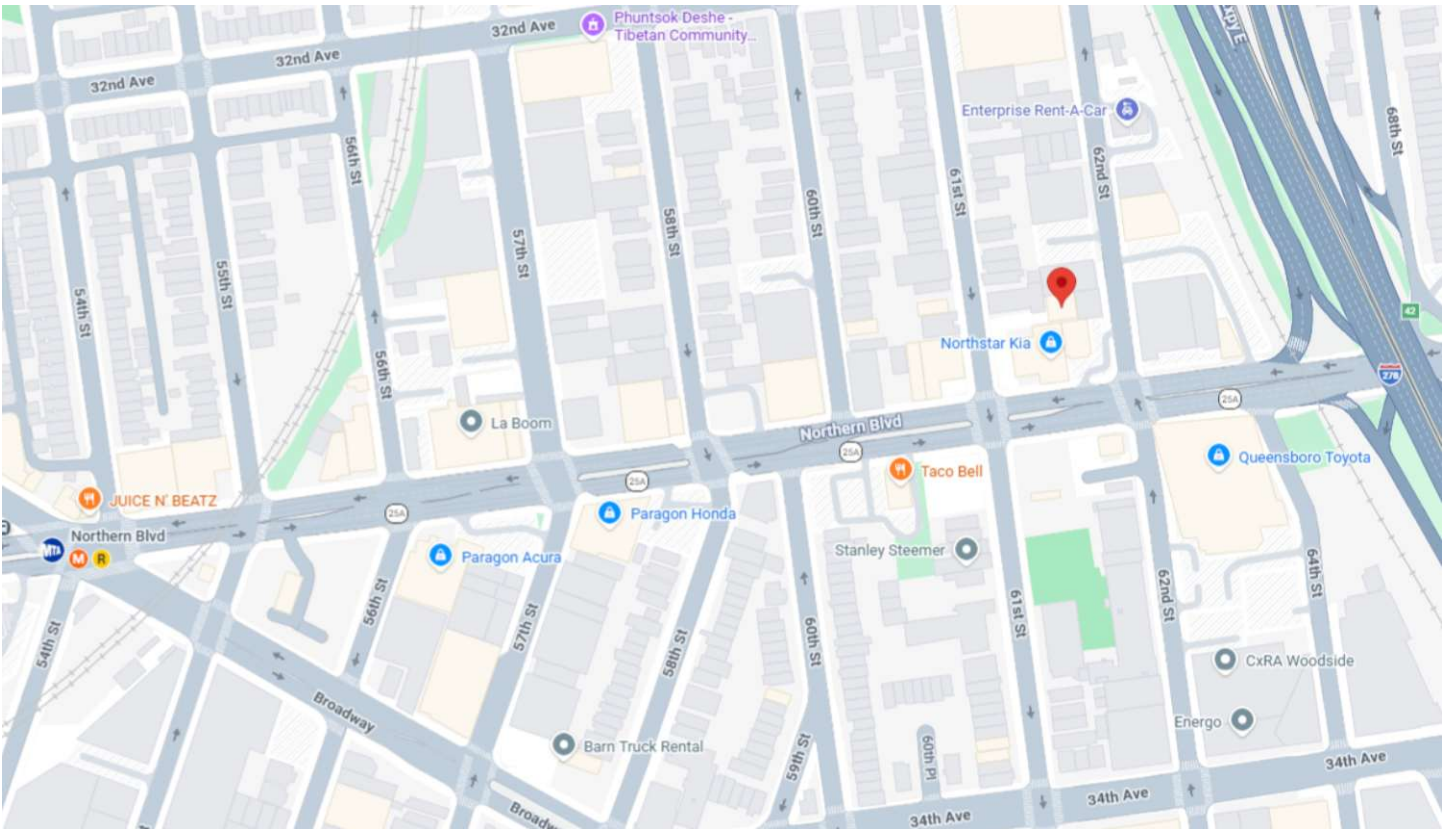 32nd Ave
Phuntsok Deshe -
Tibetan Community...
32nd Ave
32nd Ave
Expy E
Enterprise Rent-A-Car
68th St
56th St
62nd St
61st St
60th St
58th St
57th St
55th St
54th St
42
Northstar Kia
56th St
278
25A
La Boom
Northern Blvd
25A
Queensboro Toyota
Taco Bell
25A
JUICE N' BEATZ
25A
Paragon Honda
Northern Blvd
MTA
M
R
Paragon Acura
Stanley Steemer
64th St
62nd St
56th St
61st St
57th St
60th St
54th St
58th St
CxRA Woodside
Broadway
Energo
Barn Truck Rental
60th Pl
59th St
34th Ave
34th Ave
34th Ave